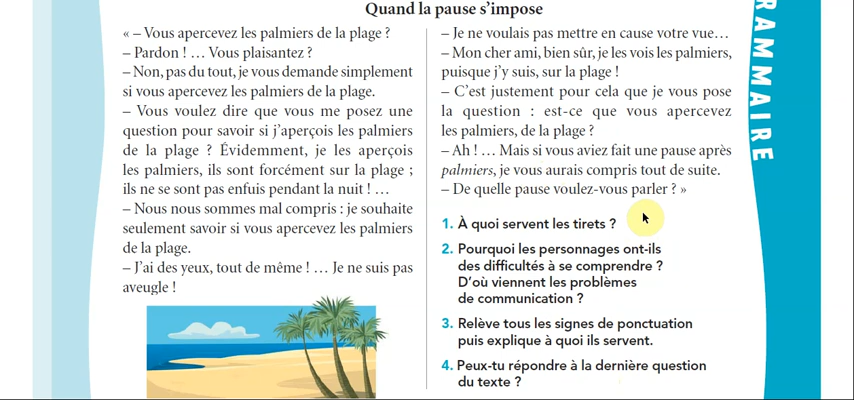 Quand la pause s'impose
« – Vous apercevez les palmiers de la plage ?
– Pardon ! … Vous plaisantez ?
– Non, pas du tout, je vous demande simplement
si vous apercevez les palmiers de la plage.
– Vous voulez dire que vous me posez une
question pour savoir si j'aperçois les palmiers
de la plage ? Évidemment, je les aperçois
les palmiers, ils sont forcément sur la plage ;
ils ne se sont pas enfuis pendant la nuit ! …
– Nous nous sommes mal compris : je souhaite
seulement savoir si vous apercevez les palmiers
de la plage.
– J'ai des yeux, tout de même ! … Je ne suis pas
aveugle !
– Je ne voulais pas mettre en cause votre vue…
– Mon cher ami, bien sûr, je les vois les palmiers,
puisque j'y suis, sur la plage !
– C'est justement pour cela que je vous pose
la question : est-ce que vous apercevez
les palmiers, de la plage ?
– Ah ! … Mais si vous aviez fait une pause après
palmiers, je vous aurais compris tout de suite.
– De quelle pause voulez-vous parler ? »
1. À quoi servent les tirets ?
2. Pourquoi les personnages ont-ils
des difficultés à se comprendre ?
D'où viennent les problèmes
de communication ?
3. Relève tous les signes de ponctuation
puis explique à quoi ils servent.
4. Peux-tu répondre à la dernière question
du texte ?
RAMMAIRE